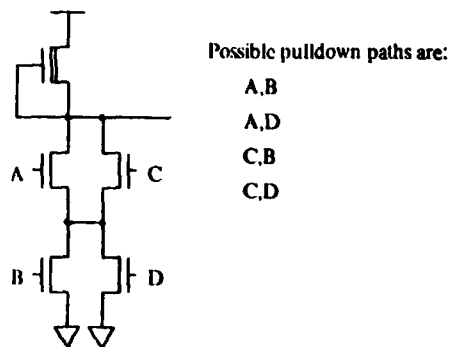 Possible pulldown paths are:
A,B
A,D
C,B
C,D
A
C
B
D